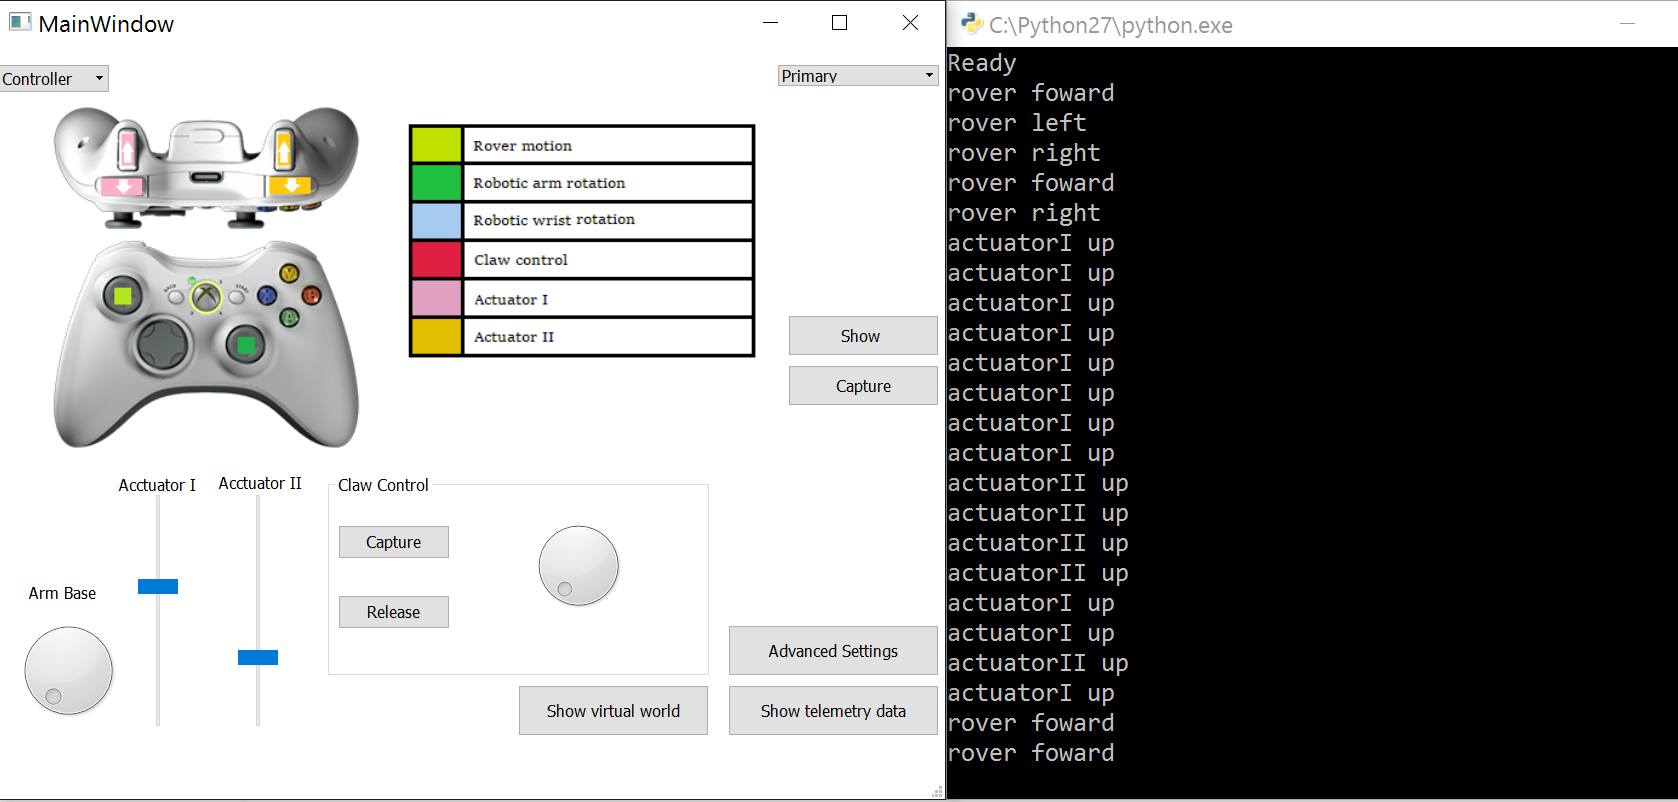 MainWindow
Controller
Primary
BACK
START
Y
X
B
A
Rover motion
Robotic arm rotation
Robotic wrist rotation
Claw control
Actuator I
Actuator II
Show
Capture
Acctuator I
Acctuator II
Claw Control
Capture
Release
Arm Base
Advanced Settings
Show virtual world
Show telemetry data
C:\Python27\python.exe
Ready
rover foward
rover left
rover right
rover foward
rover right
actuatorI up
actuatorI up
actuatorI up
actuatorI up
actuatorI up
actuatorI up
actuatorI up
actuatorI up
actuatorII up
actuatorII up
actuatorII up
actuatorII up
actuatorI up
actuatorI up
actuatorII up
actuatorI up
rover foward
rover foward